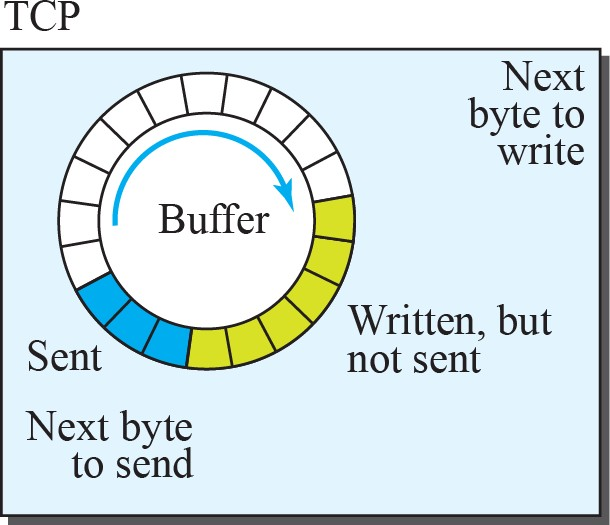 TCP
Next
byte to
write
Buffer
Written, but
not sent
Sent
Next byte
to send